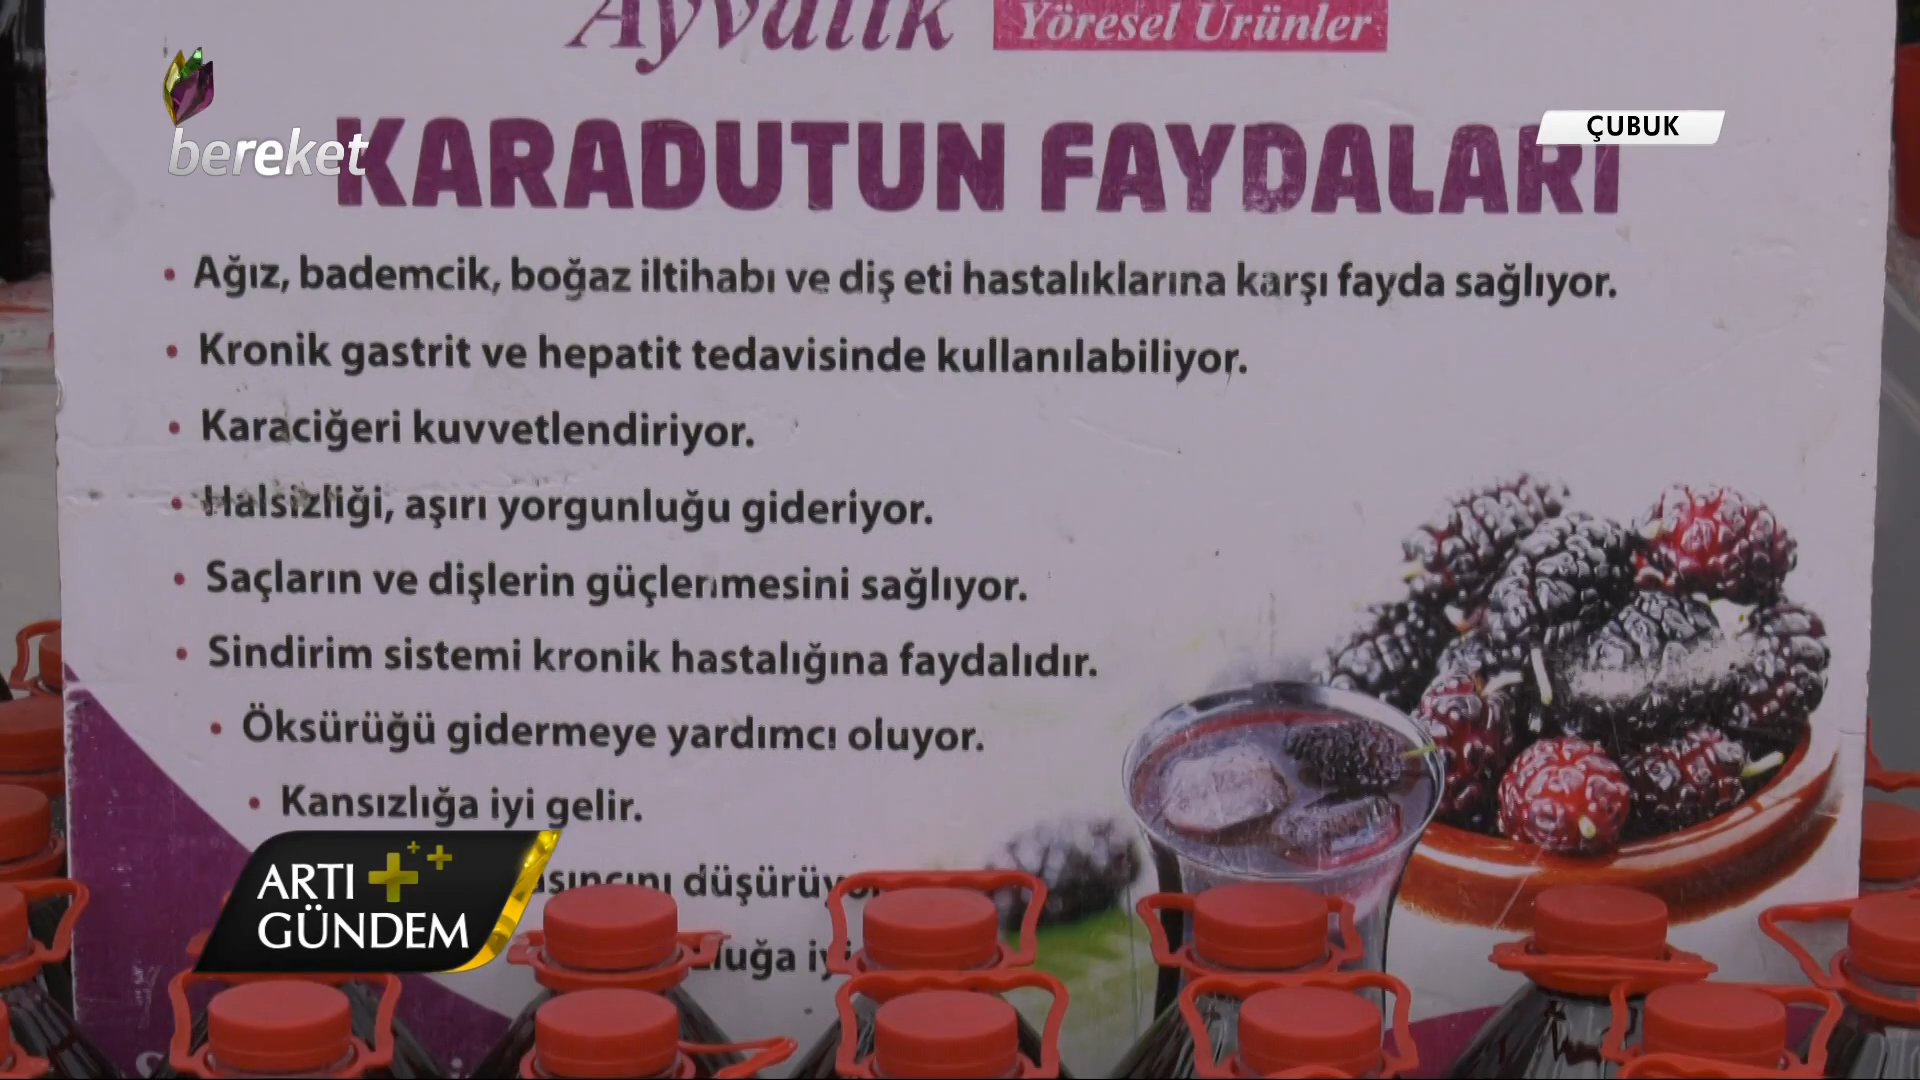 Ayvalık Yöresel Ürünler
bereket
ÇUBUK
KARADUTUN FAYDALARI
• Ağız, bademcik, boğaz iltihabı ve diş eti hastalıklarına karşı fayda sağlıyor.
• Kronik gastrit ve hepatit tedavisinde kullanılabiliyor.
• Karaciğeri kuvvetlendiriyor.
• Halsizliği, aşırı yorgunluğu gideriyor.
• Saçların ve dişlerin güçlenmesini sağlıyor.
• Sindirim sistemi kronik hastalığına faydalıdır.
• Öksürüğü gidermeye yardımcı oluyor.
• Kansızlığa iyi gelir.
düşürüyor
ARTI
GÜNDEM